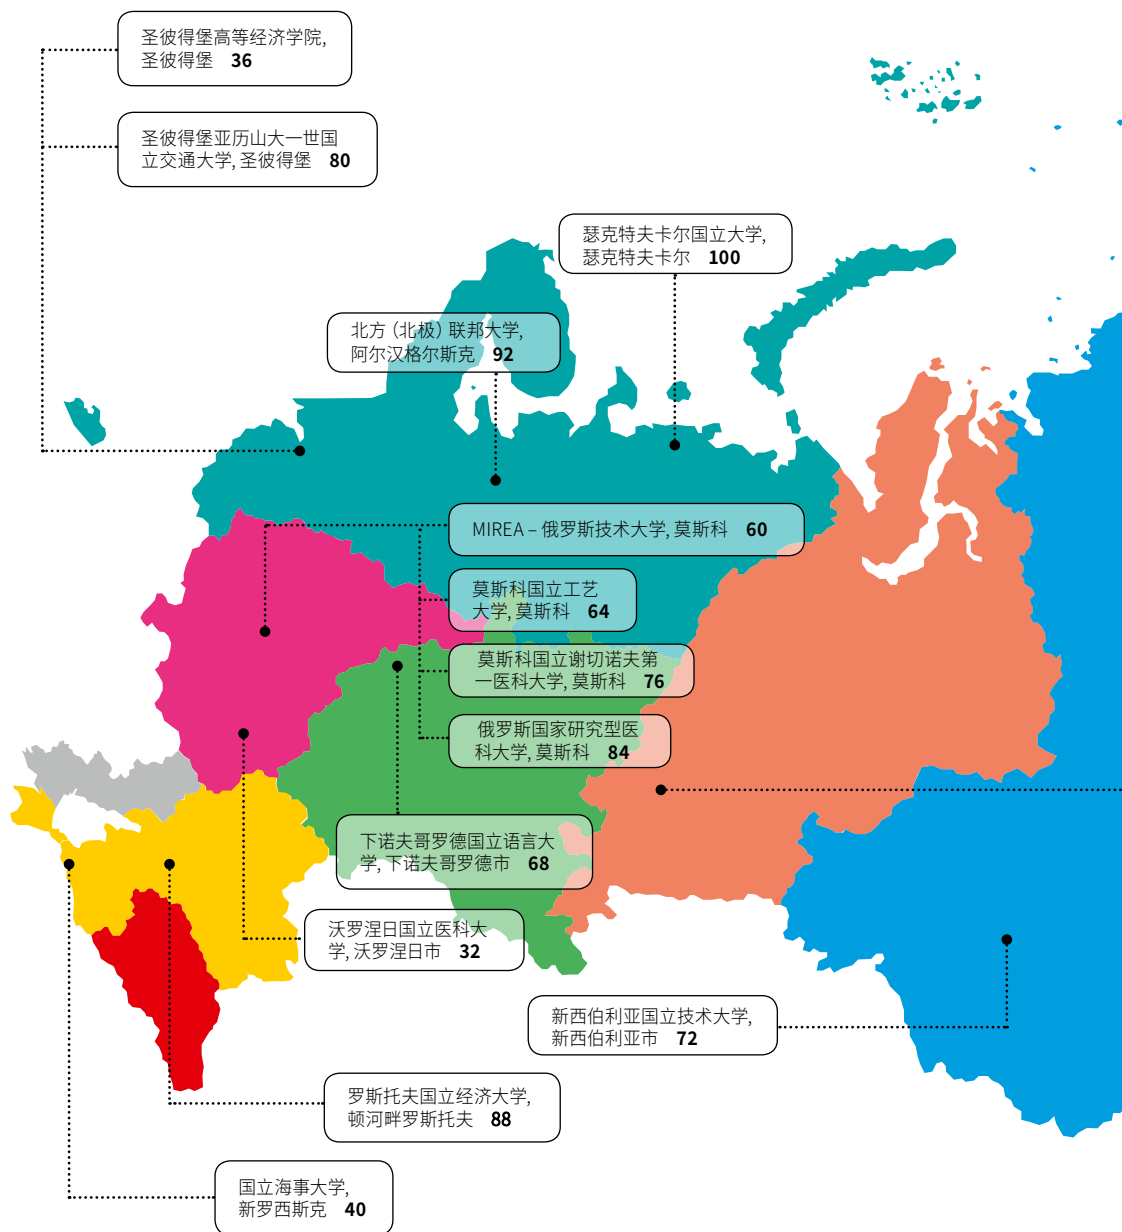 圣彼得堡高等经济学院,
圣彼得堡 36
圣彼得堡亚历山大一世国
立交通大学, 圣彼得堡 80
瑟克特夫卡尔国立大学,
瑟克特夫卡尔 100
北方（北极）联邦大学,
阿尔汉格尔斯克 92
MIREA – 俄罗斯技术大学, 莫斯科 60
莫斯科国立工艺
大学, 莫斯科 64
莫斯科国立谢切诺夫第
一医科大学, 莫斯科 76
俄罗斯国家研究型医
科大学, 莫斯科 84
下诺夫哥罗德国立语言大
学, 下诺夫哥罗德市 68
沃罗涅日国立医科大
学, 沃罗涅日市 32
新西伯利亚国立技术大学,
新西伯利亚市 72
罗斯托夫国立经济大学,
顿河畔罗斯托夫 88
国立海事大学,
新罗西斯克 40